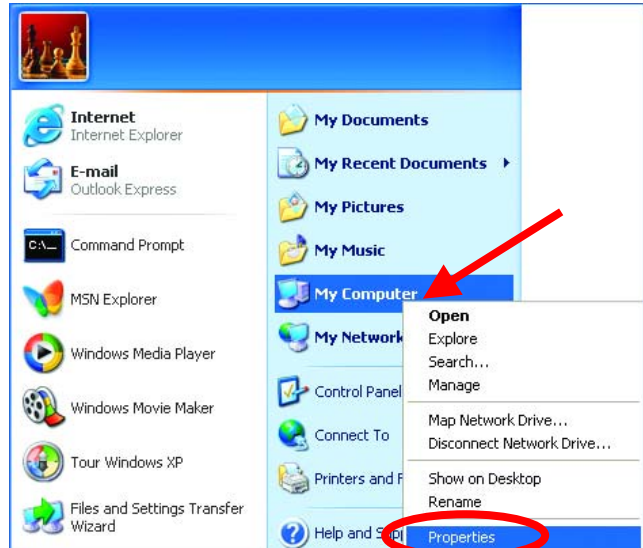 Internet
Internet Explorer
E-mail
Outlook Express
C:\_
Command Prompt
MSN Explorer
Windows Media Player
Windows Movie Maker
Tour Windows XP
Files and Settings Transfer
Wizard
My Documents
My Recent Documents
My Pictures
My Music
My Computer
My Network
Control Panel
Connect To
Printers and F
Help and Supp
Open
Explore
Search...
Manage
Map Network Drive...
Disconnect Network Drive...
Show on Desktop
Rename
Properties